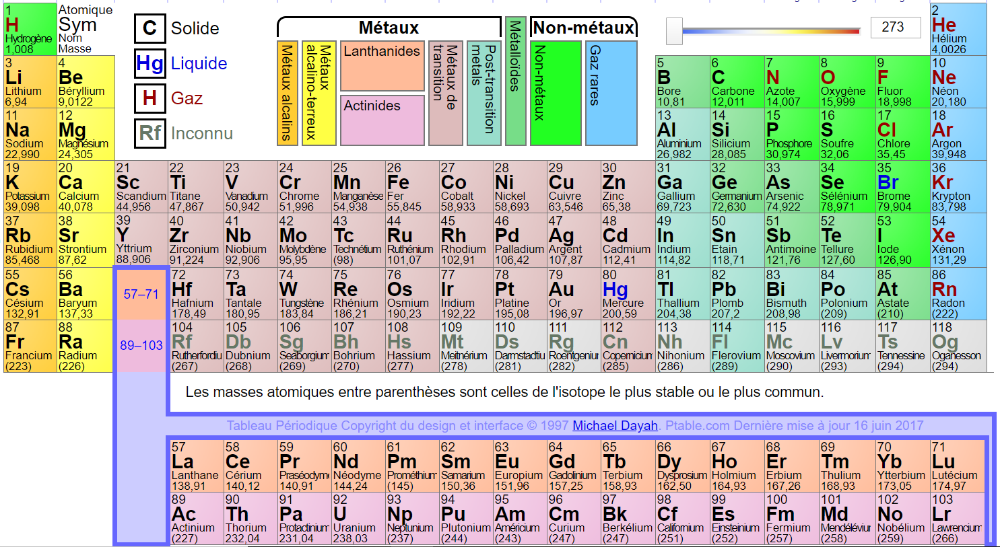 1
H
Hydrogène
1,008
Atomique
Sym
Nom
Masse
C Solide
Hg Liquide
H Gaz
Rf Inconnu
Métaux
Métaux alcalins
Métaux alcalino-terreux
Lanthanides
Actinides
Métaux de transition
Post-transition metals
Métalloïdes
Non-métaux
Non-métaux
Gaz rares
273
2
He
Hélium
4,0026
3 4 5 6 7 8 9 10
Li Be B C N O F Ne
Lithium Béryllium Bore Carbone Azote Oxygène Fluor Néon
6,94 9,0122 10,81 12,011 14,007 15,999 18,998 20,180
11 12 13 14 15 16 17 18
Na Mg Al Si P S Cl Ar
Sodium Magnésium Aluminium Silicium Phosphore Soufre Chlore Argon
22,990 24,305 26,982 28,085 30,974 32,06 35,45 39,948
19 20 21 22 23 24 25 26 27 28 29 30 31 32 33 34 35 36
K Ca Sc Ti V Cr Mn Fe Co Ni Cu Zn Ga Ge As Se Br Kr
Potassium Calcium Scandium Titane Vanadium Chrome Manganèse Fer Cobalt Nickel Cuivre Zinc Gallium Germanium Arsenic Sélénium Brome Krypton
39,098 40,078 44,956 47,867 50,942 51,996 54,938 55,845 58,933 58,693 63,546 65,38 69,723 72,630 74,922 78,971 79,904 83,798
37 38 39 40 41 42 43 44 45 46 47 48 49 50 51 52 53 54
Rb Sr Y Zr Nb Mo Tc Ru Rh Pd Ag Cd In Sn Sb Te I Xe
Rubidium Strontium Yttrium Zirconium Niobium Molybdène Technétium Ruthénium Rhodium Palladium Argent Cadmium Indium Etain Antimoine Tellure Iode Xénon
85,468 87,62 88,906 91,224 92,906 95,95 (98) 101,07 102,91 106,42 107,87 112,41 114,82 118,71 121,76 127,60 126,90 131,29
55 56 57–71 72 73 74 75 76 77 78 79 80 81 82 83 84 85 86
Cs Ba Hf Ta W Re Os Ir Pt Au Hg Tl Pb Bi Po At Rn
Césium Baryum Hafnium Tantale Tungstène Rhénium Osmium Iridium Platine Or Mercure Thallium Plomb Bismuth Polonium Astate Radon
132,91 137,33 178,49 180,95 183,84 186,21 190,23 192,22 195,08 196,97 200,59 204,38 207,2 208,98 (209) (210) (222)
87 88 89–103 104 105 106 107 108 109 110 111 112 113 114 115 116 117 118
Fr Ra Rf Db Sg Bh Hs Mt Ds Rg Cn Nh Fl Mc Lv Ts Og
Francium Radium Rutherfordiu Dubnium Seaborgium Bohrium Hassium Meitnérium Darmstadtiu Roentgeniur Copernicium Nihonium Flerovium Moscovium Livermorium Tennessine Oganesson
(223) (226) (267) (268) (269) (270) (277) (278) (281) (282) (285) (286) (289) (290) (293) (294) (294)
Les masses atomiques entre parenthèses sont celles de l'isotope le plus stable ou le plus commun.
Tableau Périodique Copyright du design et interface © 1997 Michael Dayah. Ptable.com Dernière mise à jour 16 juin 2017
57 58 59 60 61 62 63 64 65 66 67 68 69 70 71
La Ce Pr Nd Pm Sm Eu Gd Tb Dy Ho Er Tm Yb Lu
Lanthane Cérium Praséodyme Néodyme Prométhium Samarium Europium Gadolinium Terbium Dysprosium Holmium Erbium Thulium Ytterbium Lutécium
138,91 140,12 140,91 144,24 (145) 150,36 151,96 157,25 158,93 162,50 164,93 167,26 168,93 173,05 174,97
89 90 91 92 93 94 95 96 97 98 99 100 101 102 103
Ac Th Pa U Np Pu Am Cm Bk Cf Es Fm Md No Lr
Actinium Thorium Protactinium Uranium Neptunium Plutonium Américium Curium Berkélium Californium Einsteinium Fermium Mendéléviur Nobélium Lawrencium
(227) 232,04 231,04 238,03 (237) (244) (243) (247) (247) (251) (252) (257) (258) (259) (266)